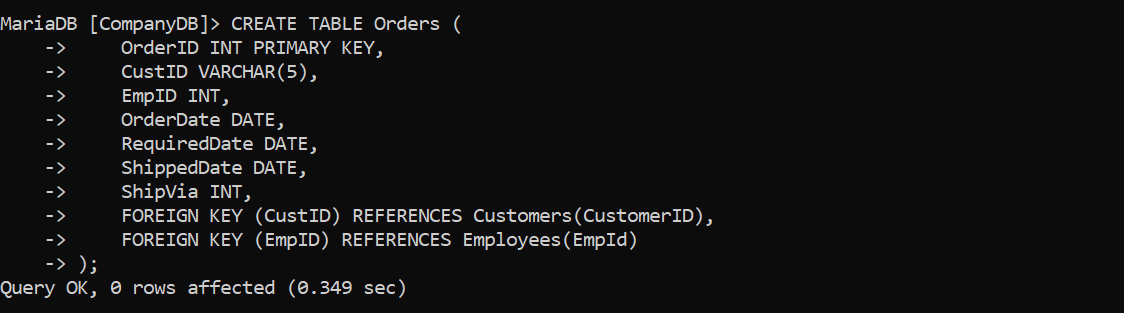 MariaDB [CompanyDB]> CREATE TABLE Orders (
    ->     OrderID INT PRIMARY KEY,
    ->     CustID VARCHAR(5),
    ->     EmpID INT,
    ->     OrderDate DATE,
    ->     RequiredDate DATE,
    ->     ShippedDate DATE,
    ->     ShipVia INT,
    ->     FOREIGN KEY (CustID) REFERENCES Customers(CustomerID),
    ->     FOREIGN KEY (EmpID) REFERENCES Employees(EmpId)
    -> );
Query OK, 0 rows affected (0.349 sec)